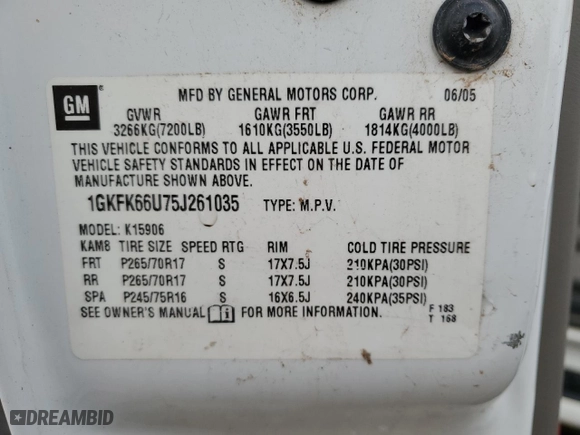 GM
MFD BY GENERAL MOTORS CORP. 06/05
GVWR GAWR FRT GAWR RR
3266KG(7200LB) 1610KG(3550LB) 1814KG(4000LB)
THIS VEHICLE CONFORMS TO ALL APPLICABLE U.S. FEDERAL MOTOR
VEHICLE SAFETY STANDARDS IN EFFECT ON THE DATE OF
MANUFACTURE SHOWN ABOVE.
1GKFK66U75J261035 TYPE: M.P.V.
MODEL: K15906
KAM8 TIRE SIZE SPEED RTG RIM COLD TIRE PRESSURE
FRT P265/70R17 S 17X7.5J 210KPA(30PSI)
RR P265/70R17 S 17X7.5J 210KPA(30PSI)
SPA P245/75R16 S 16X6.5J 240KPA(35PSI)
SEE OWNER'S MANUAL FOR MORE INFORMATION. F 183
T 168
DREAMBID